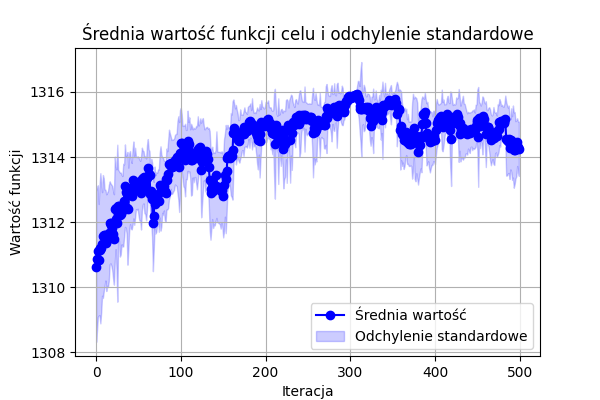 Średnia wartość funkcji celu i odchylenie standardowe
1316
1314
1312
1310
1308
Wartość funkcji
Średnia wartość
Odchylenie standardowe
0 100 200 300 400 500
Iteracja